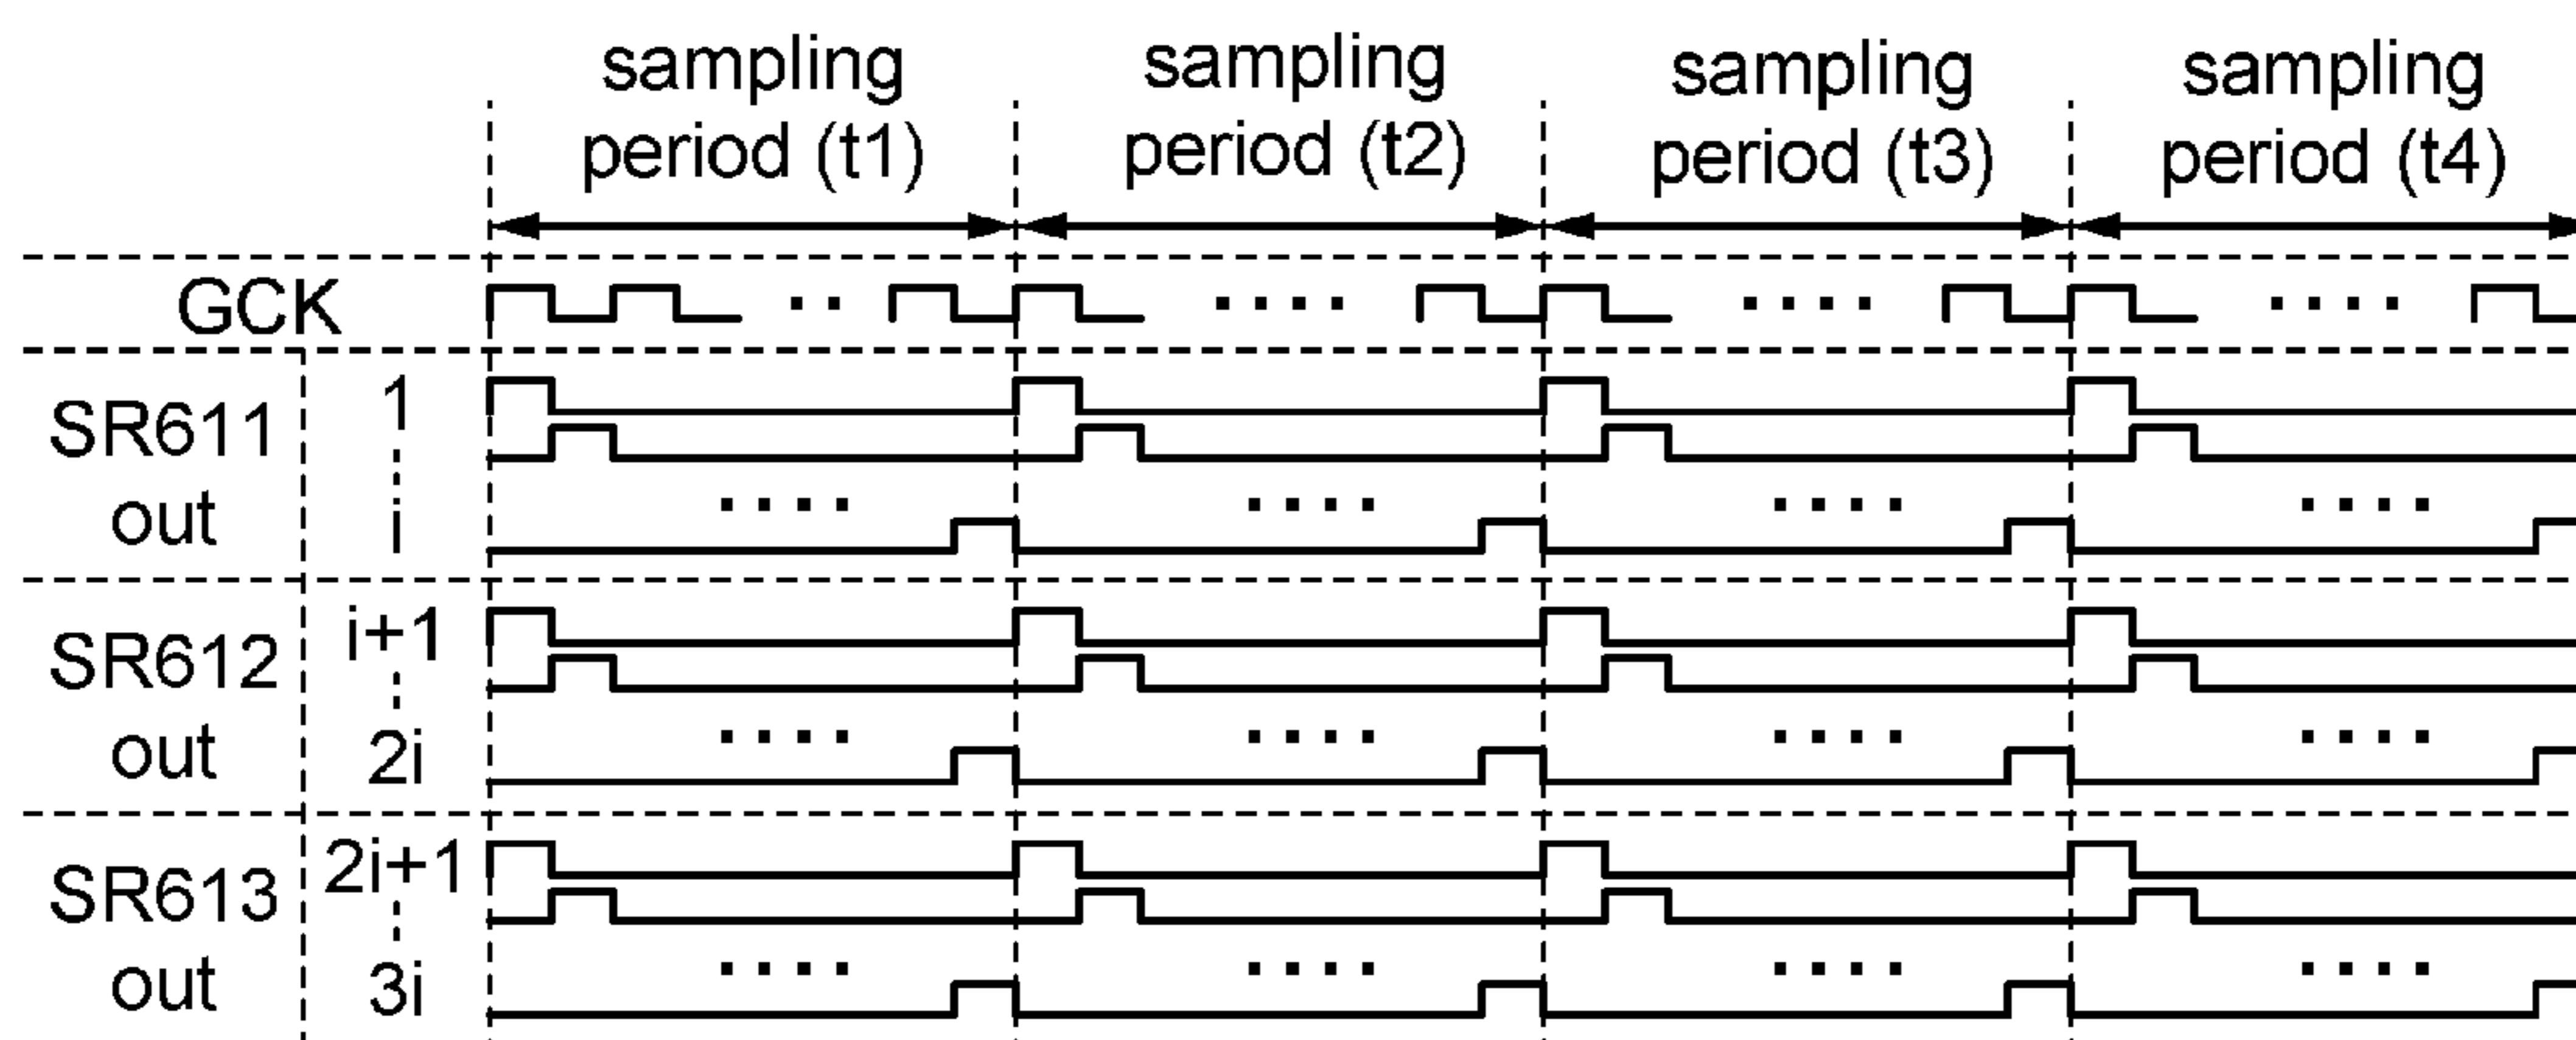 sampling period (t1)
sampling period (t2)
sampling period (t3)
sampling period (t4)
GCK
SR611 out
1
i
SR612 out
i+1
2i
SR613 out
2i+1
3i